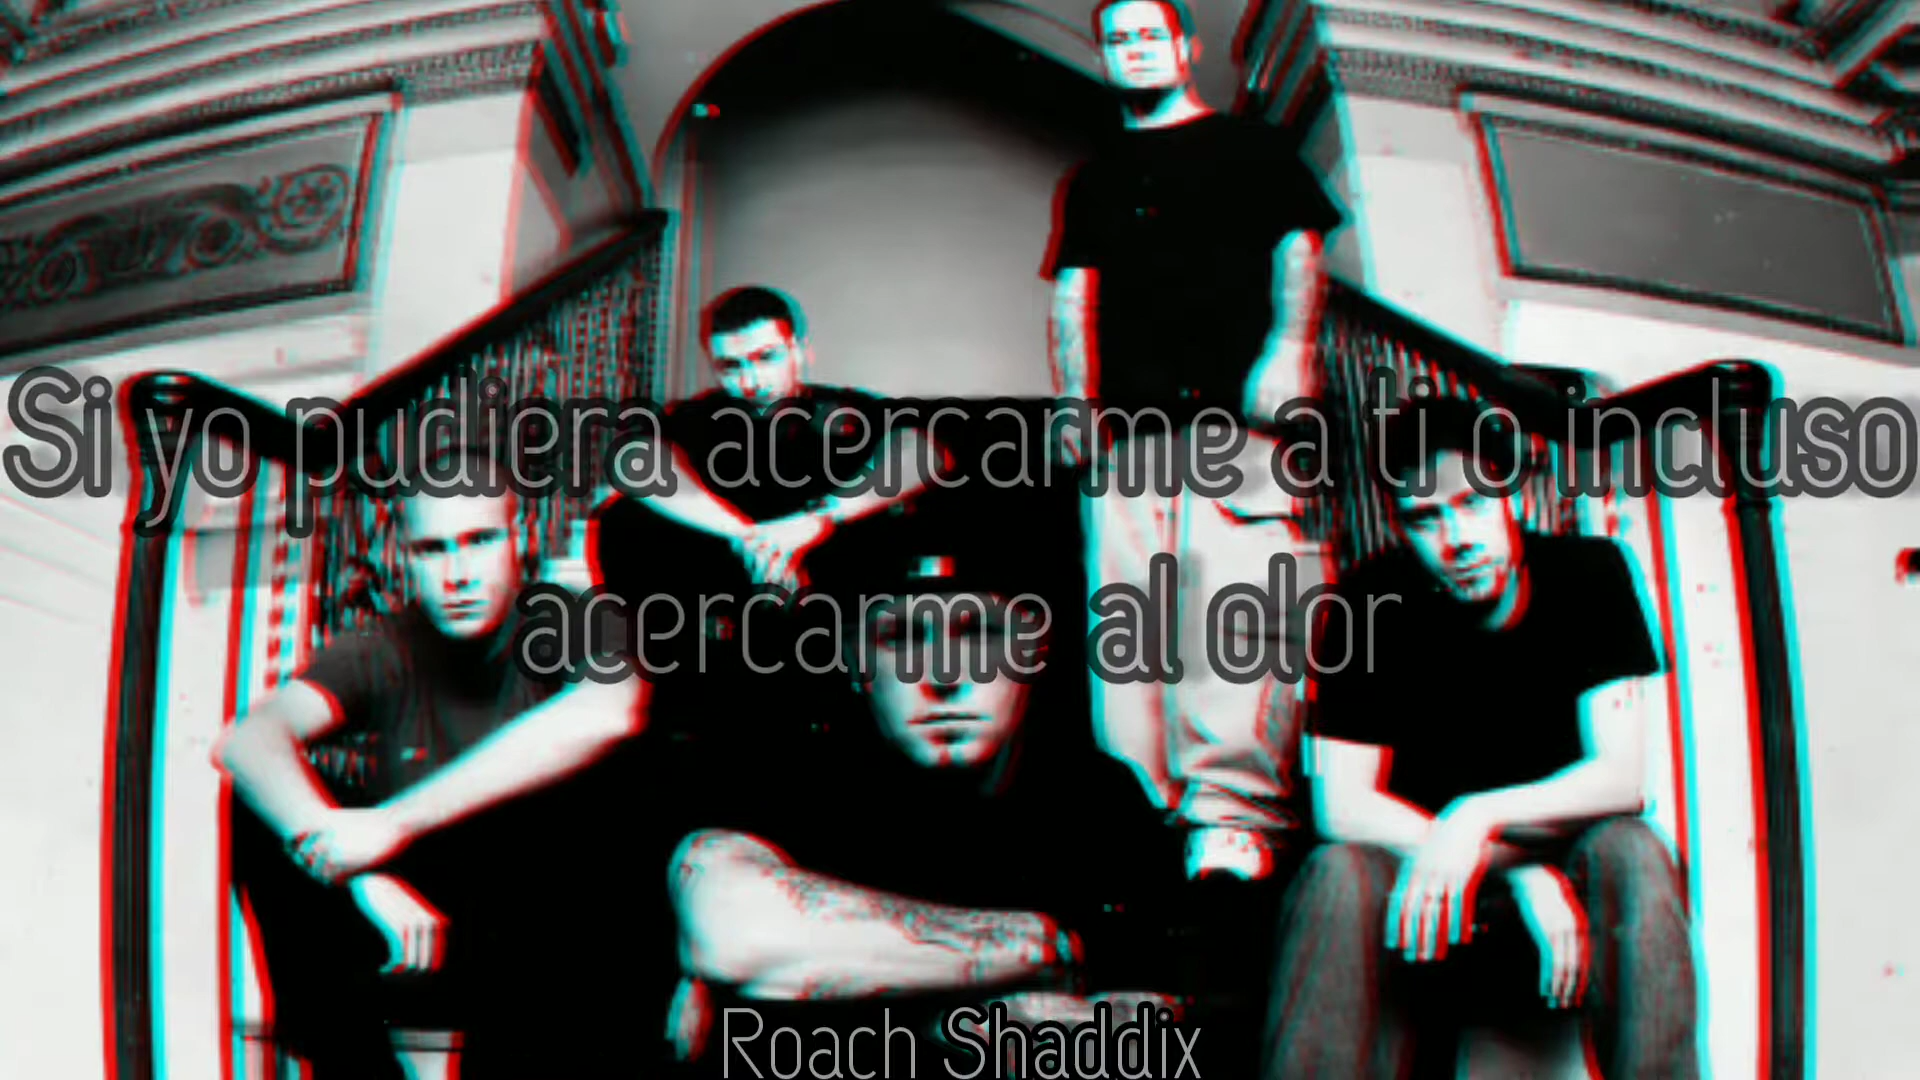 Si yo pudiera acercarme a ti o incluso
acercarme al olor
Roach Shaddix